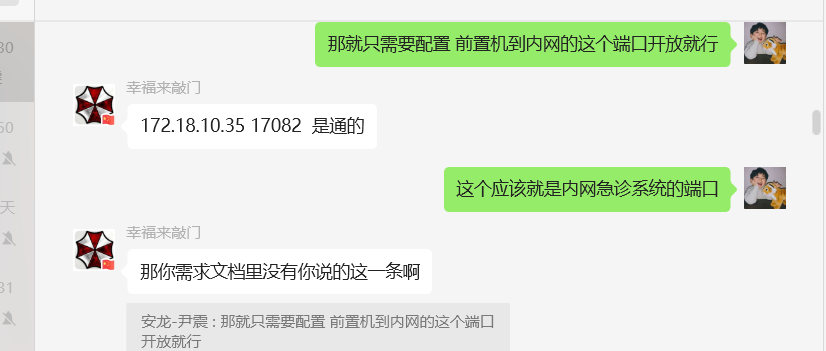 30
那就只需要配置 前置机到内网的这个端口开放就行
幸福来敲门
172.18.10.35 17082  是通的
50
这个应该就是内网急诊系统的端口
天
幸福来敲门
那你需求文档里没有你说的这一条啊
31
安龙-尹震 : 那就只需要配置 前置机到内网的这个端口
开放就行